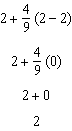 2 + 4/9 (2 − 2)
2 + 4/9 (0)
2 + 0
2